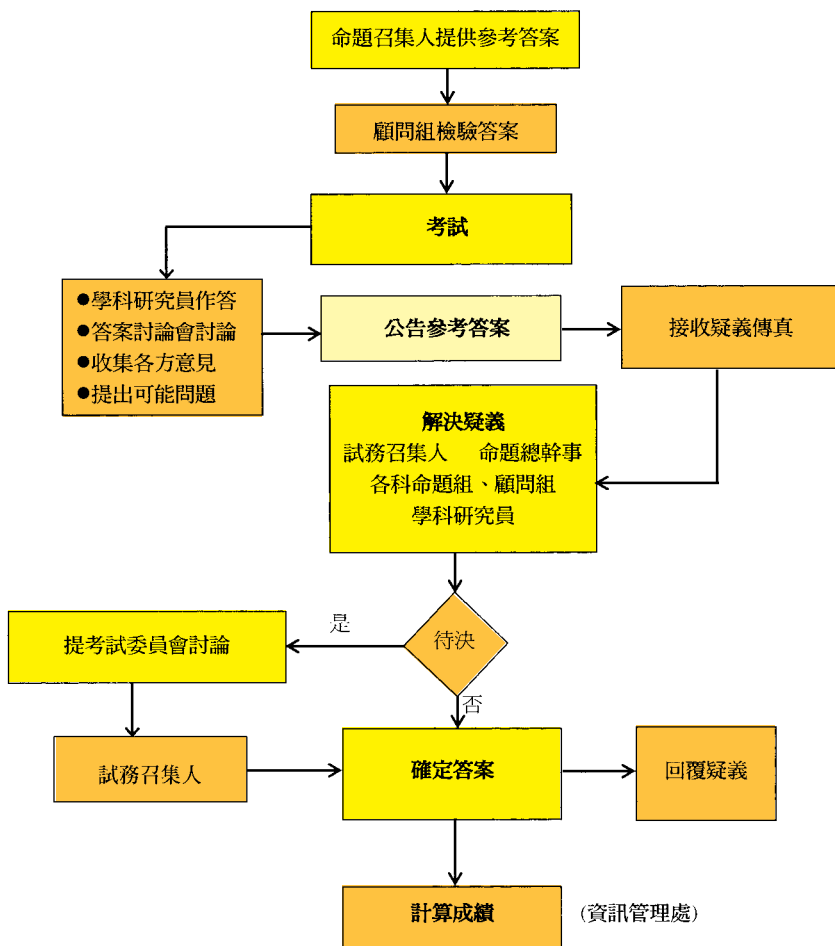 命題召集人提供參考答案
顧問組檢驗答案
考試
●學科研究員作答
●答案討論會討論
●收集各方意見
●提出可能問題
公告參考答案
接收疑義傳真
解決疑義
試務召集人 命題總幹事
各科命題組、顧問組
學科研究員
待決
是
提考試委員會討論
否
試務召集人
確定答案
回覆疑義
計算成績
(資訊管理處)